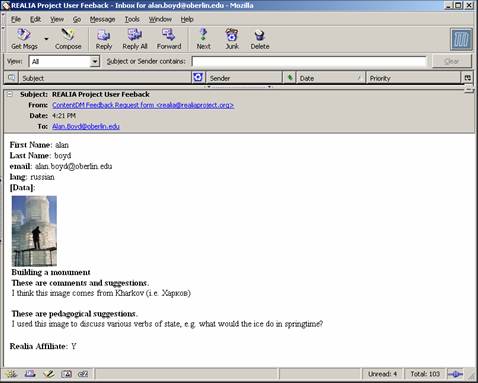 REALIA Project User Feeback - Inbox for alan.boyd@oberlin.edu - Mozilla
File Edit View Go Message Tools Window Help
Get Msgs Compose Reply Reply All Forward Next Junk Delete
View: All Subject or Sender contains: Clear
Subject Sender Date Priority
Subject: REALIA Project User Feeback
From: ContentDM Feedback Request form <realia@realiaproject.org>
Date: 4:21 PM
To: Alan.Boyd@oberlin.edu
First Name: alan
Last Name: boyd
email: alan.boyd@oberlin.edu
lang: russian
[Data]:
Building a monument
These are comments and suggestions.
I think this image comes from Kharkov (i.e. Харков)
These are pedagogical suggestions.
I used this image to discuss various verbs of state, e.g. what would the ice do in springtime?
Realia Affiliate: Y
Unread: 4 Total: 103